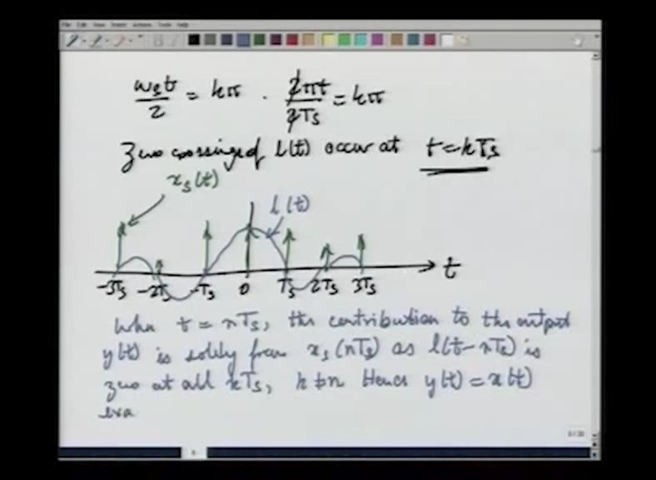 ωst/2 = kπ . 2πt/2Ts = kπ
Zero crossings of l(t) occur at t=kTs
xs(t)
l(t)
-3Ts -2Ts -Ts 0 Ts 2Ts 3Ts t
When t = nTs, the contribution to the output
y(t) is solely from xs(nTs) as l(t-nTs) is
zero at all kTs, k≠n Hence y(t) = x(t)
exa